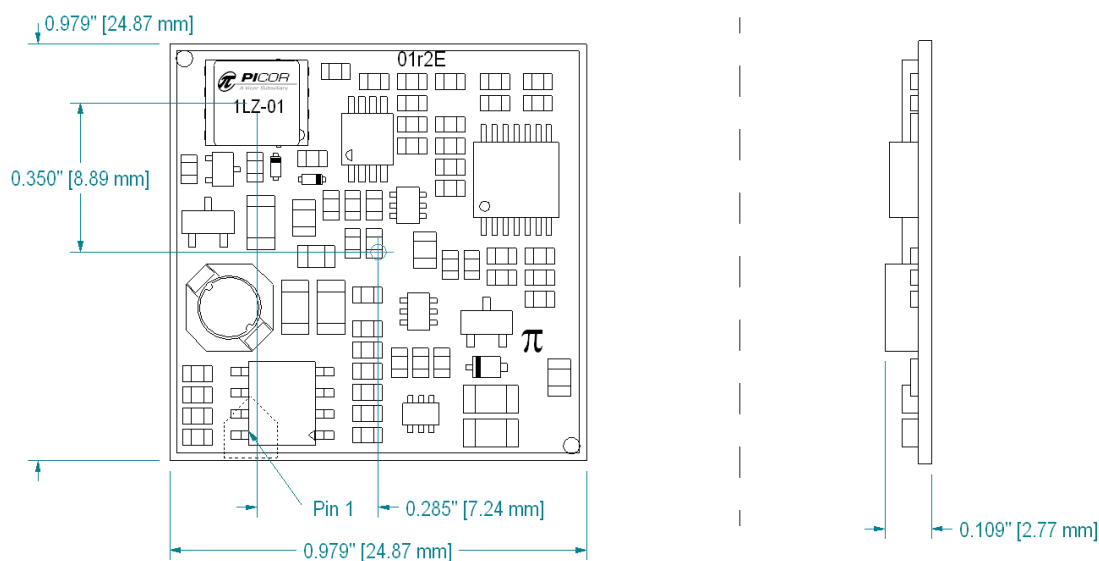 0.979" [24.87 mm]
01r2E
π PICOR
A Vicor Subsidiary
1LZ-01
0.350" [8.89 mm]
π
Pin 1
0.285" [7.24 mm]
0.979" [24.87 mm]
0.109" [2.77 mm]